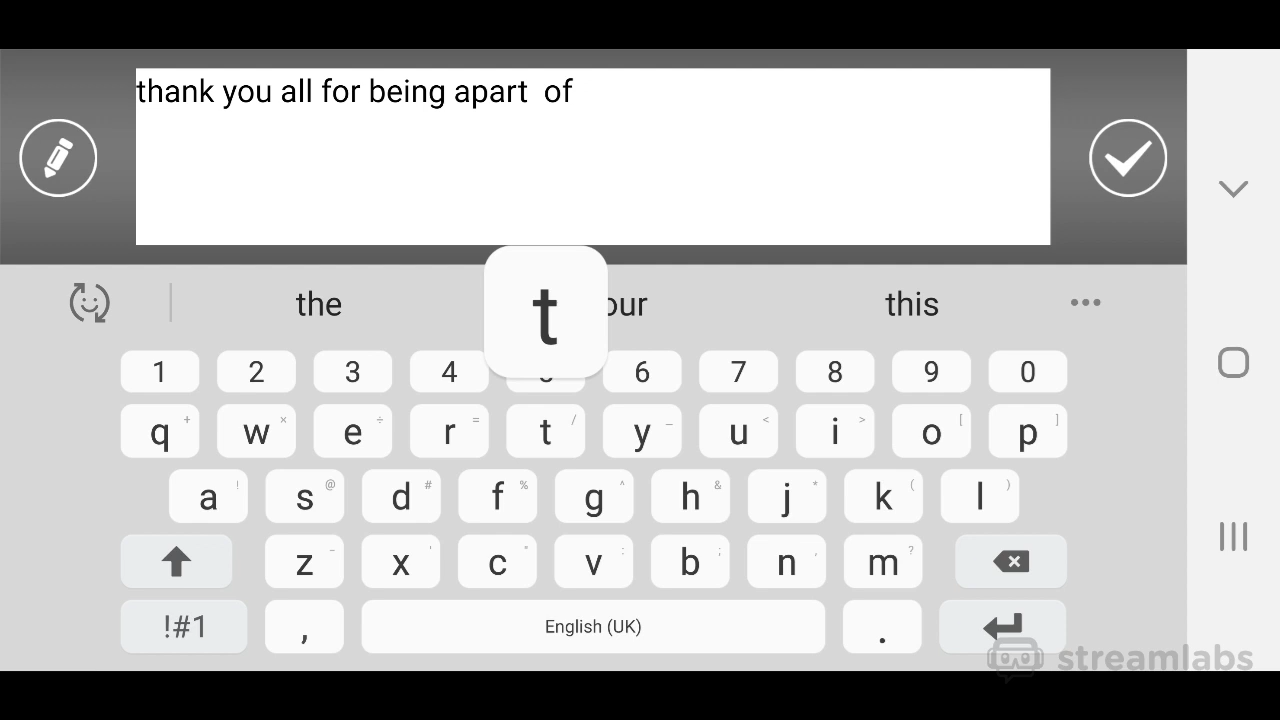 thank you all for being apart  of
t
the our this
1 2 3 4 5 6 7 8 9 0
q + w × e ÷ r = t / y _ u < i > o [ p ]
a ! s @ d # f % g ^ h & j * k ( l )
z - x ' c " v : b ; n , m ?
!#1 , English (UK) .
streamlabs